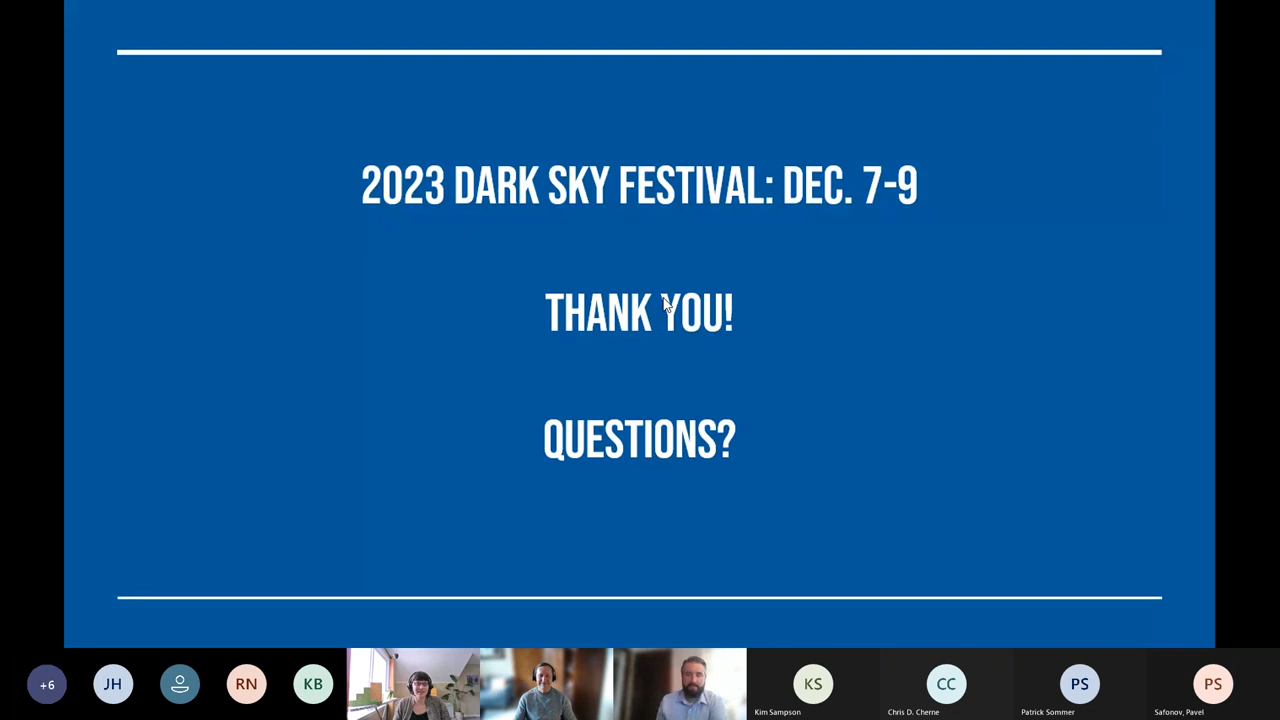 2023 DARK SKY FESTIVAL: DEC. 7-9
THANK YOU!
QUESTIONS?
+6
JH
RN
KB
KS
Kim Sampson
CC
Chris D. Cherne
PS
Patrick Sommer
PS
Safonov, Pavel